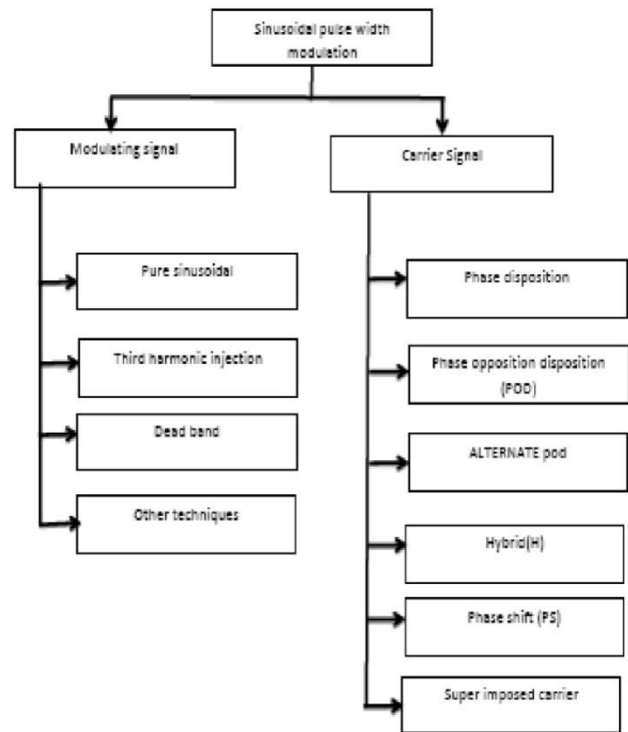 Sinusoidal pulse width
modulation
Modulating signal
Carrier Signal
Pure sinusoidal
Third harmonic injection
Dead band
Other techniques
Phase disposition
Phase opposition disposition
(POD)
ALTERNATE pod
Hybrid(H)
Phase shift (PS)
Super imposed carrier